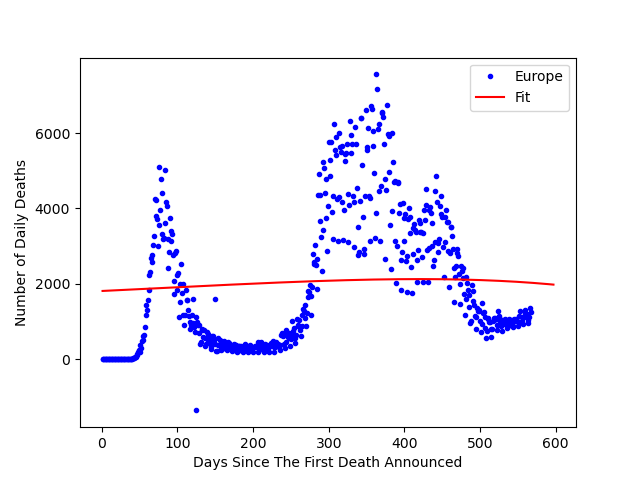 Europe
Fit
Number of Daily Deaths
6000
4000
2000
0
0 100 200 300 400 500 600
Days Since The First Death Announced